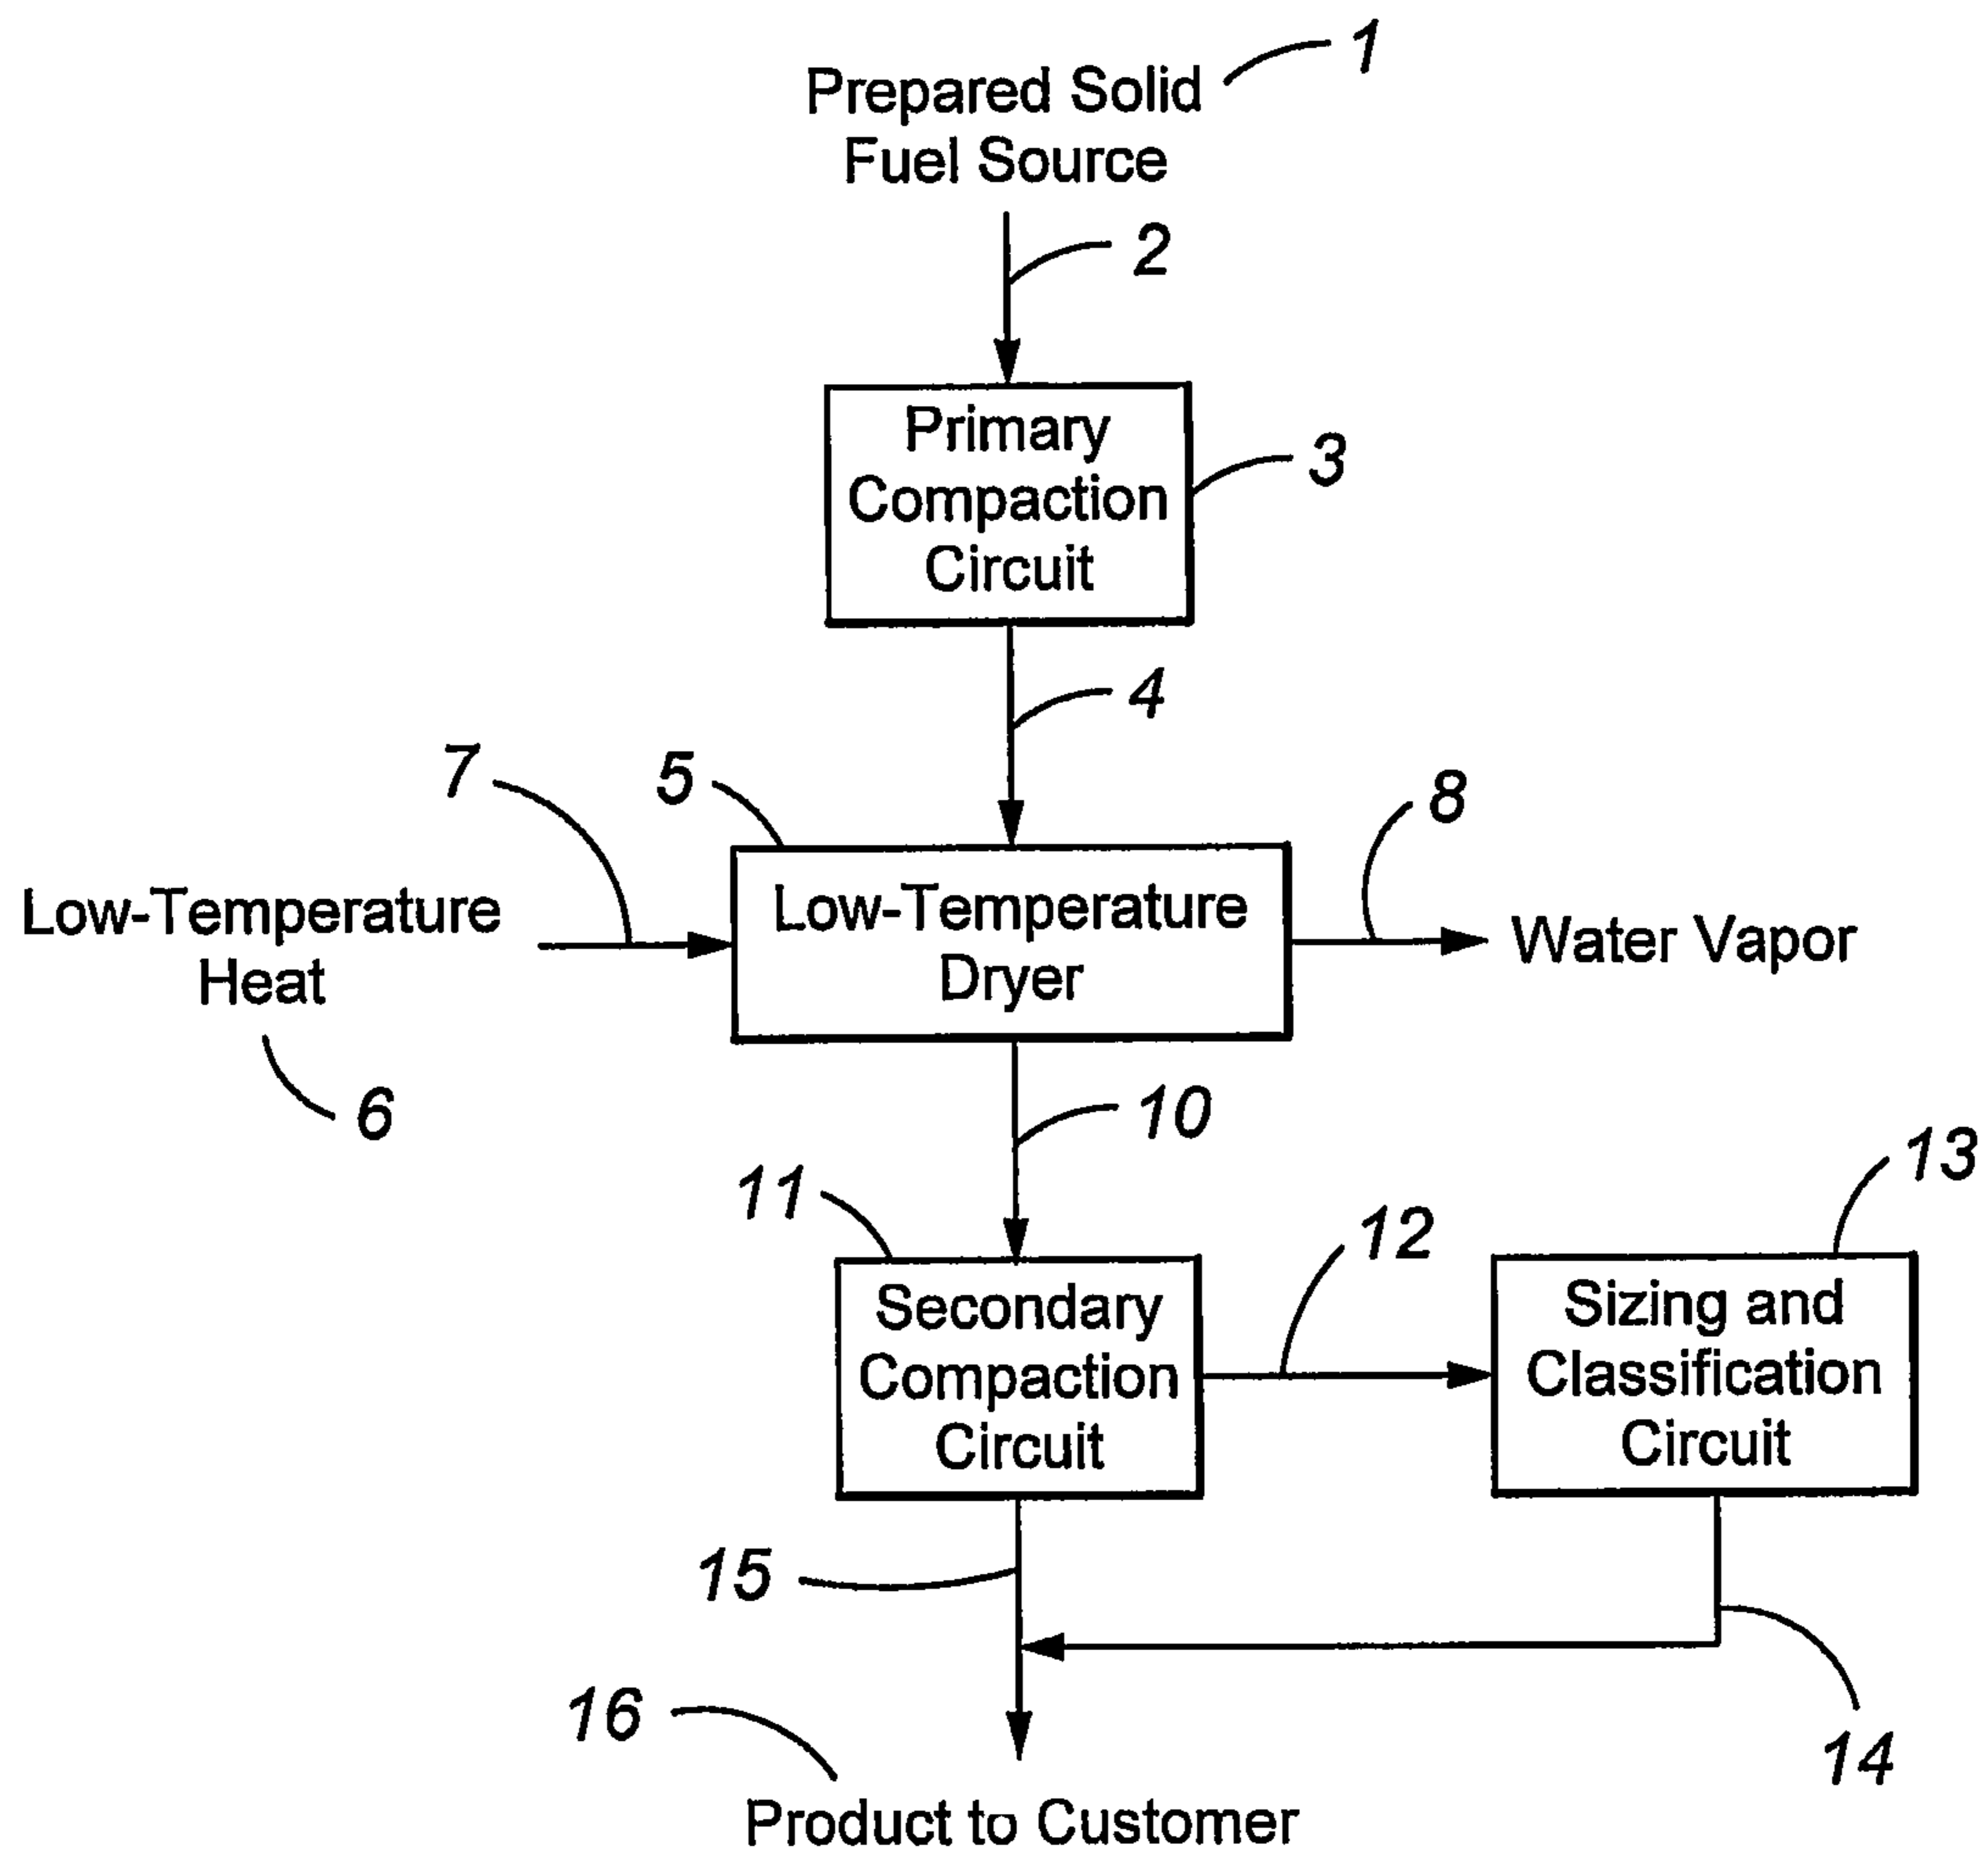 1
Prepared Solid
Fuel Source
2
Primary
Compaction
Circuit
3
4
7
5
8
Low-Temperature
Heat
Low-Temperature
Dryer
Water Vapor
6
10
11
12
13
Secondary
Compaction
Circuit
Sizing and
Classification
Circuit
15
14
16
Product to Customer